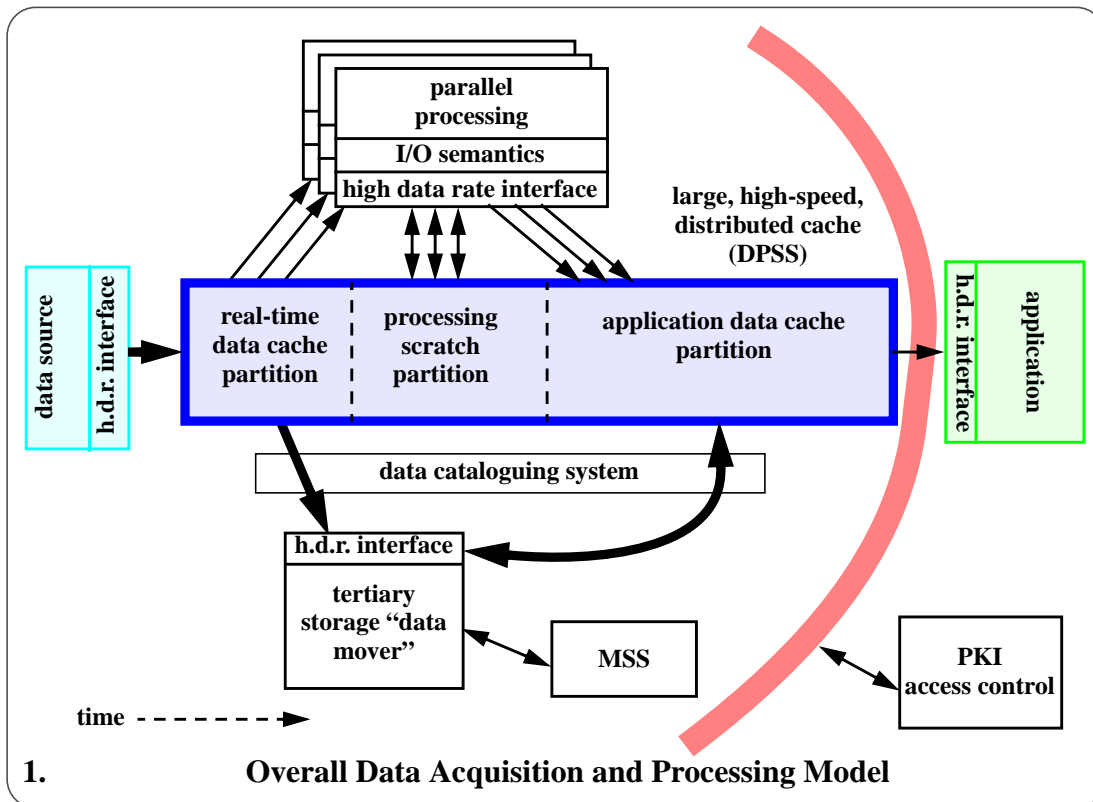 parallel
processing
I/O semantics
high data rate interface
large, high-speed,
distributed cache
(DPSS)
data source
h.d.r. interface
real-time
data cache
partition
processing
scratch
partition
application data cache
partition
h.d.r. interface
application
data cataloguing system
h.d.r. interface
tertiary
storage “data
mover”
MSS
PKI
access control
time
1.
Overall Data Acquisition and Processing Model